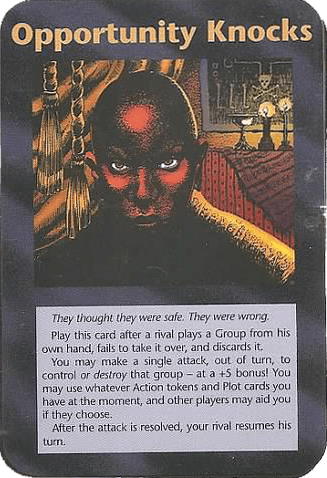 Opportunity Knocks
They thought they were safe. They were wrong.
Play this card after a rival plays a Group from his
own hand, fails to take it over, and discards it.
You may make a single attack, out of turn, to
control or destroy that group – at a +5 bonus! You
may use whatever Action tokens and Plot cards you
have at the moment, and other players may aid you
if they choose.
After the attack is resolved, your rival resumes his
turn.